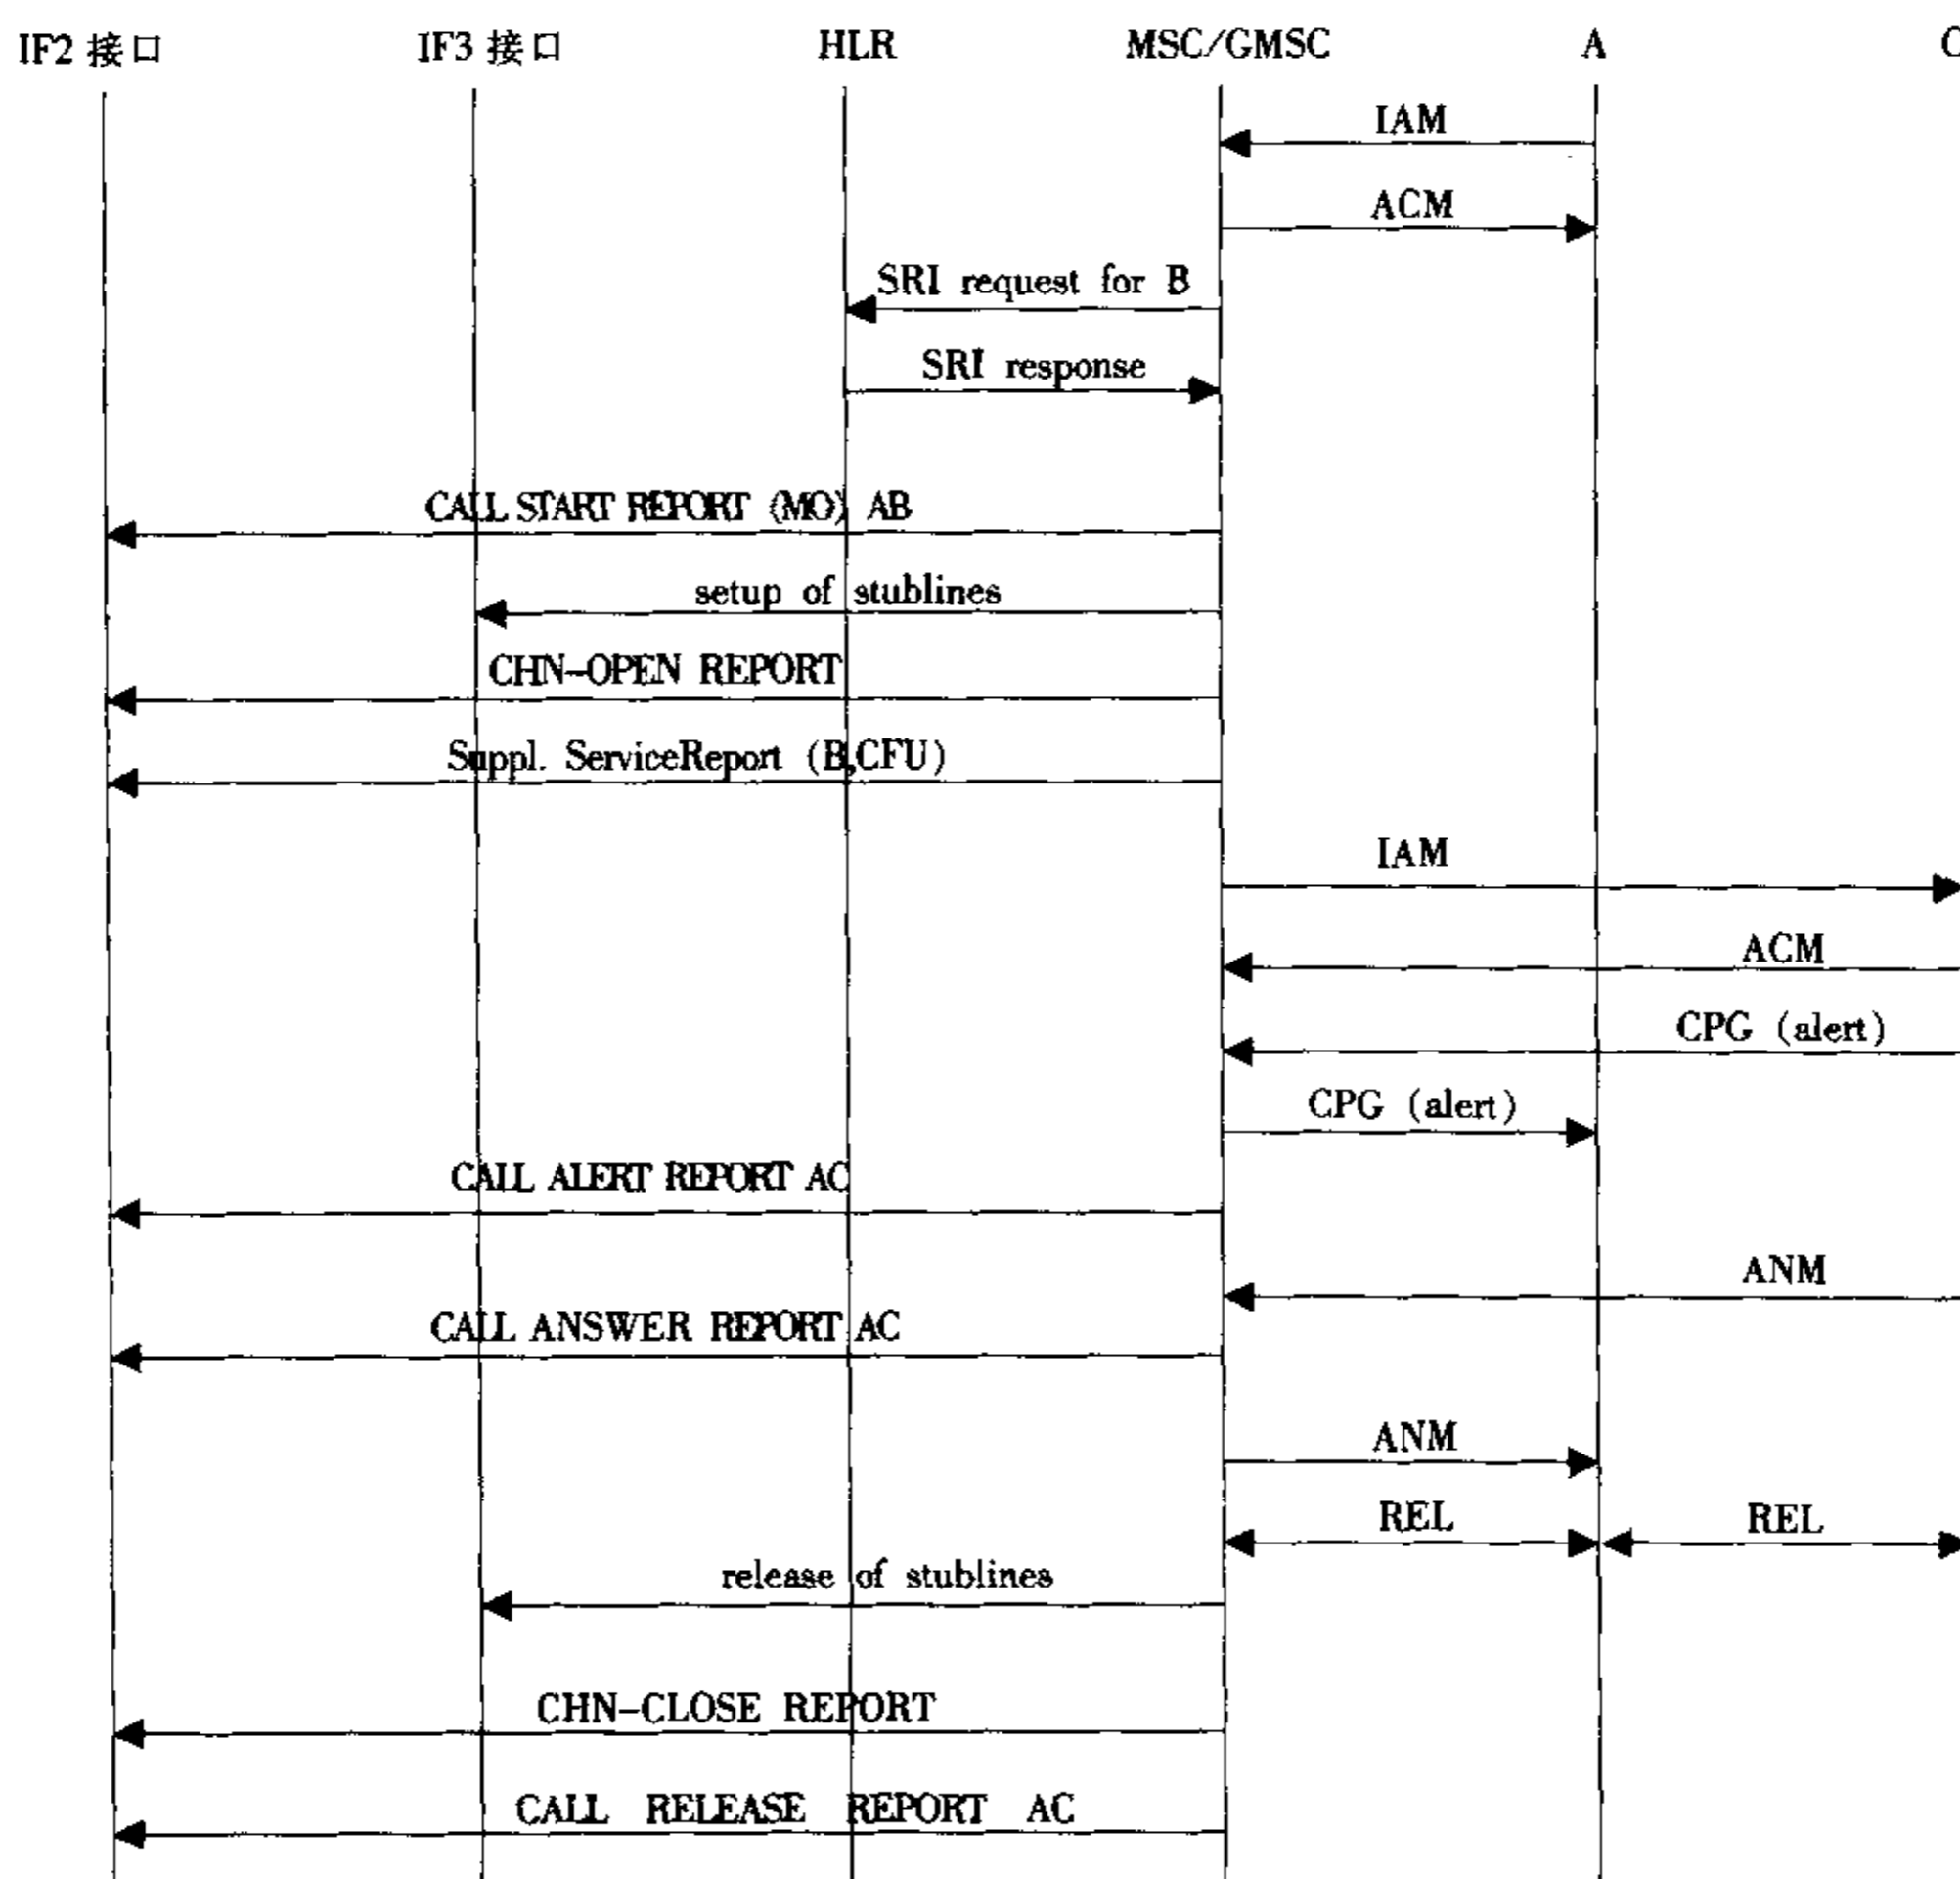 IF2 接口 IF3 接口 HLR MSC/GMSC A C
IAM
ACM
SRI request for B
SRI response
CALL START REPORT (MO) AB
setup of stublines
CHN-OPEN REPORT
Suppl. ServiceReport (B,CFU)
IAM
ACM
CPG (alert)
CPG (alert)
CALL ALERT REPORT AC
ANM
CALL ANSWER REPORT AC
ANM
REL REL
release of stublines
CHN-CLOSE REPORT
CALL RELEASE REPORT AC